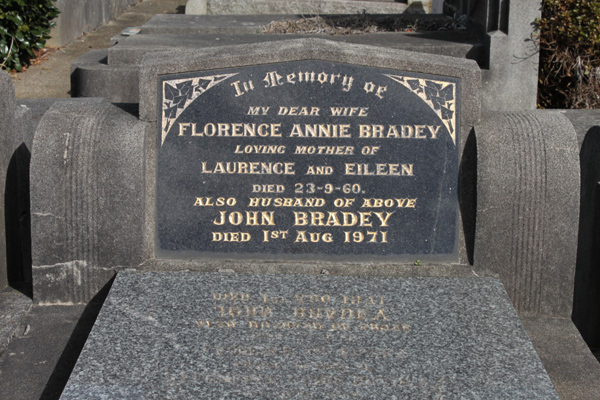 In Memory of
MY DEAR WIFE
FLORENCE ANNIE BRADEY
LOVING MOTHER OF
LAURENCE AND EILEEN
DIED 23-9-60.
ALSO HUSBAND OF ABOVE
JOHN BRADEY
DIED 1ST AUG 1971